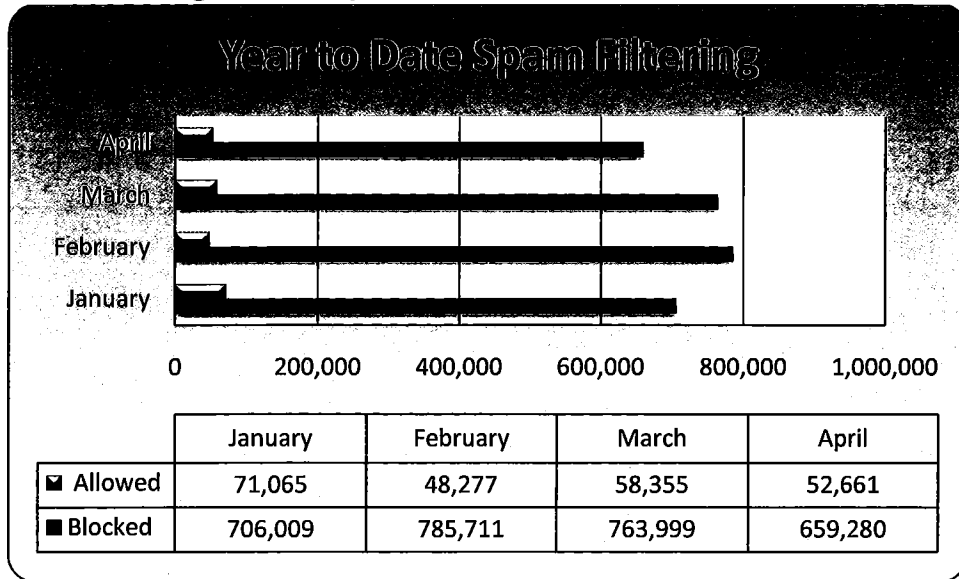 Year to Date Spam Filtering
April
March
February
January
0 200,000 400,000 600,000 800,000 1,000,000
January February March April
Allowed 71,065 48,277 58,355 52,661
Blocked 706,009 785,711 763,999 659,280